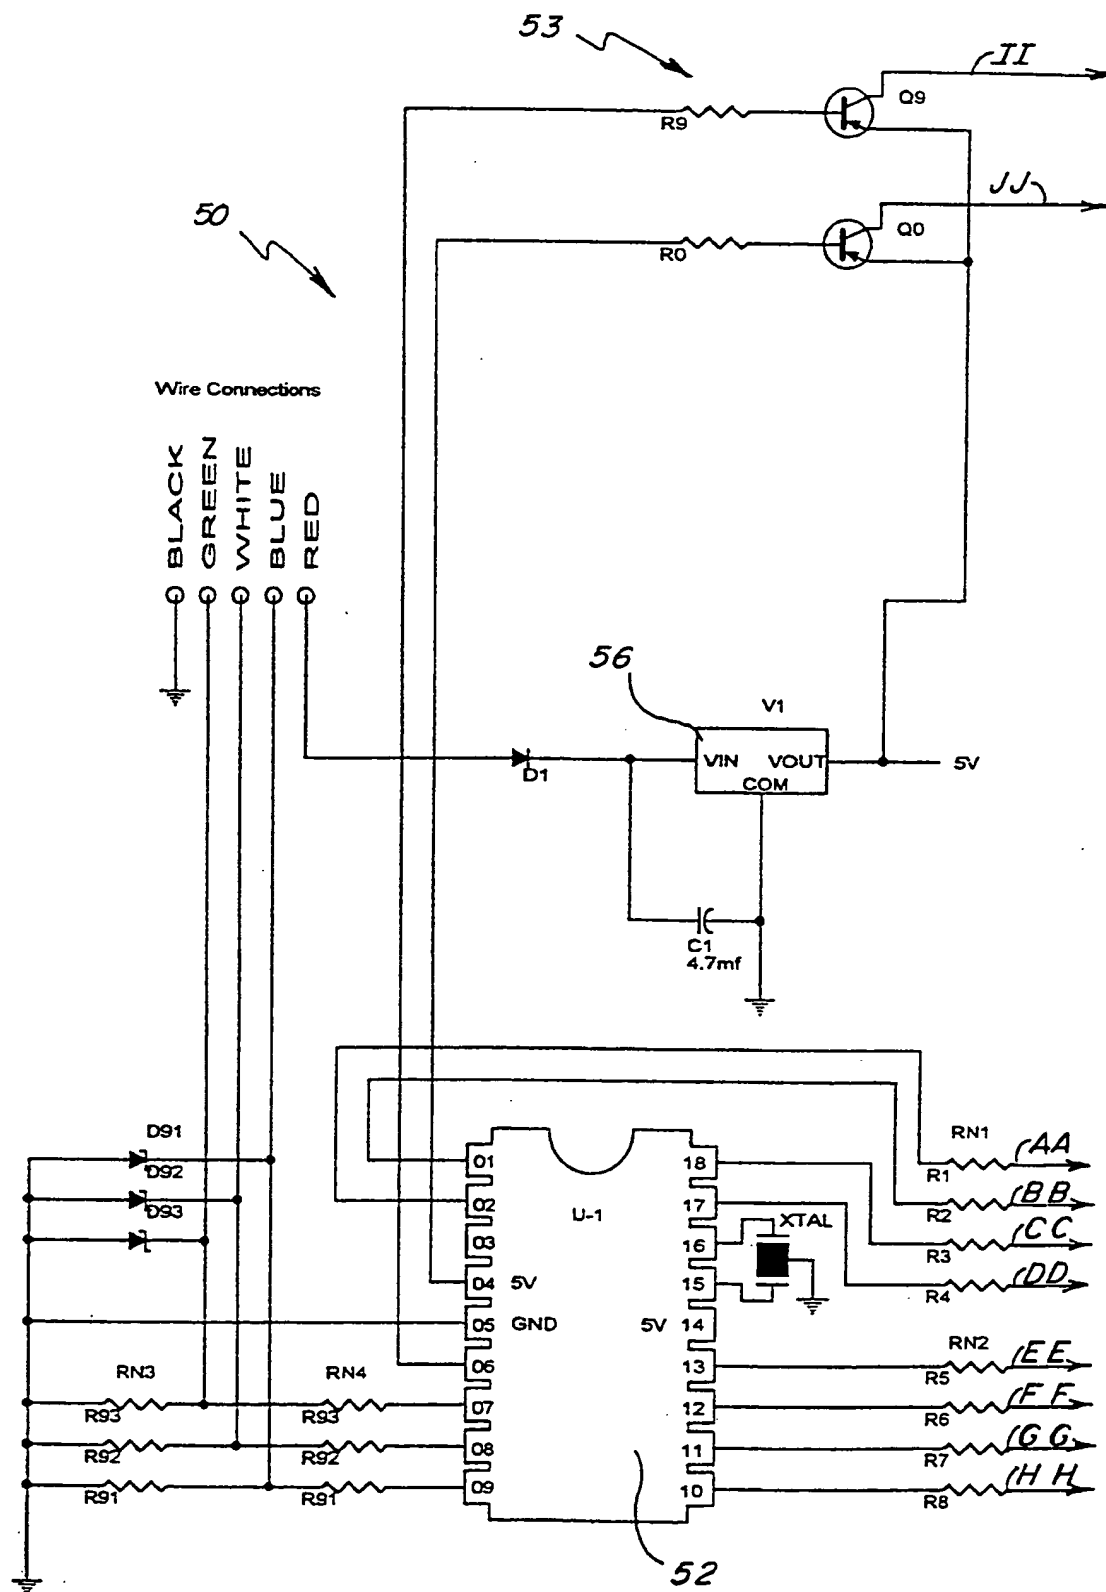 53
II
Q9
R9
50
JJ
Q0
R0
Wire Connections
BLACK
GREEN
WHITE
BLUE
RED
56
V1
VIN VOUT
COM
5V
D1
C1
4.7mf
D91
D92
D93
RN1
AA
R1
BB
R2
CC
R3
DD
R4
01
02
03
04 5V
05 GND
06
07
08
09
U-1
18
17
16
15
5V 14
13
12
11
10
XTAL
RN2
EE
R5
FF
R6
GG
R7
HH
R8
RN3
RN4
R93
R93
R92
R92
R91
R91
52